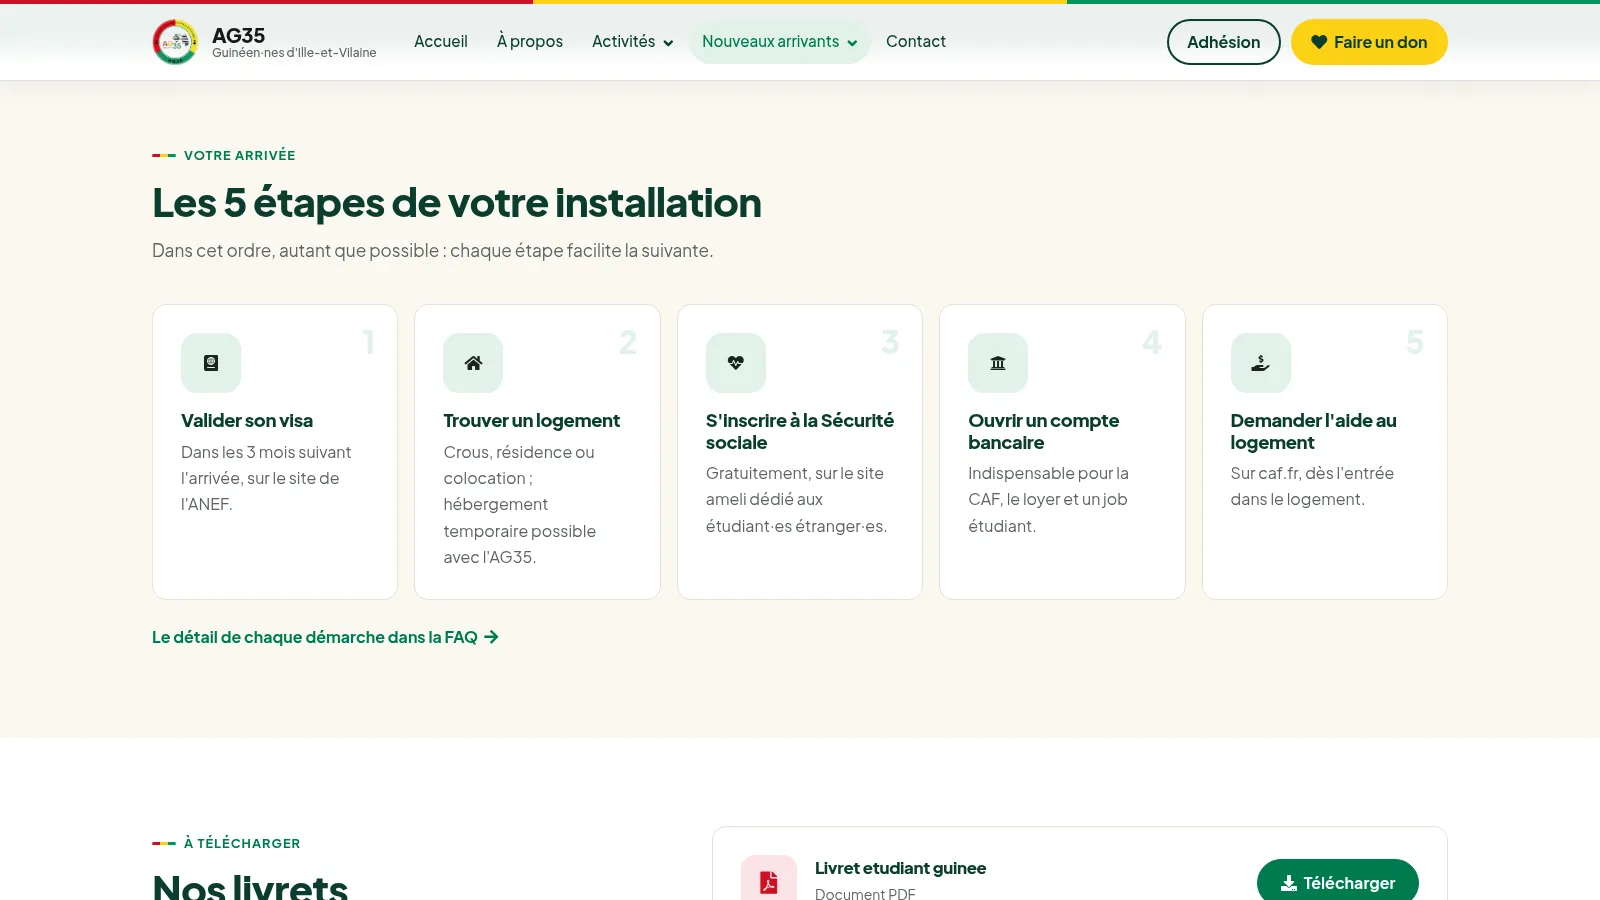 AG35
Guinéen·nes d'Ille-et-Vilaine
Accueil
À propos
Activités
Nouveaux arrivants
Contact
Adhésion
Faire un don
VOTRE ARRIVÉE
Les 5 étapes de votre installation
Dans cet ordre, autant que possible : chaque étape facilite la suivante.
1
Valider son visa
Dans les 3 mois suivant
l'arrivée, sur le site de
l'ANEF.
2
Trouver un logement
Crous, résidence ou
colocation ;
hébergement
temporaire possible
avec l'AG35.
3
S'inscrire à la Sécurité
sociale
Gratuitement, sur le site
ameli dédié aux
étudiant·es étranger·es.
4
Ouvrir un compte
bancaire
Indispensable pour la
CAF, le loyer et un job
étudiant.
5
Demander l'aide au
logement
Sur caf.fr, dès l'entrée
dans le logement.
Le détail de chaque démarche dans la FAQ
À TÉLÉCHARGER
Nos livrets
Livret etudiant guinee
Document PDF
Télécharger